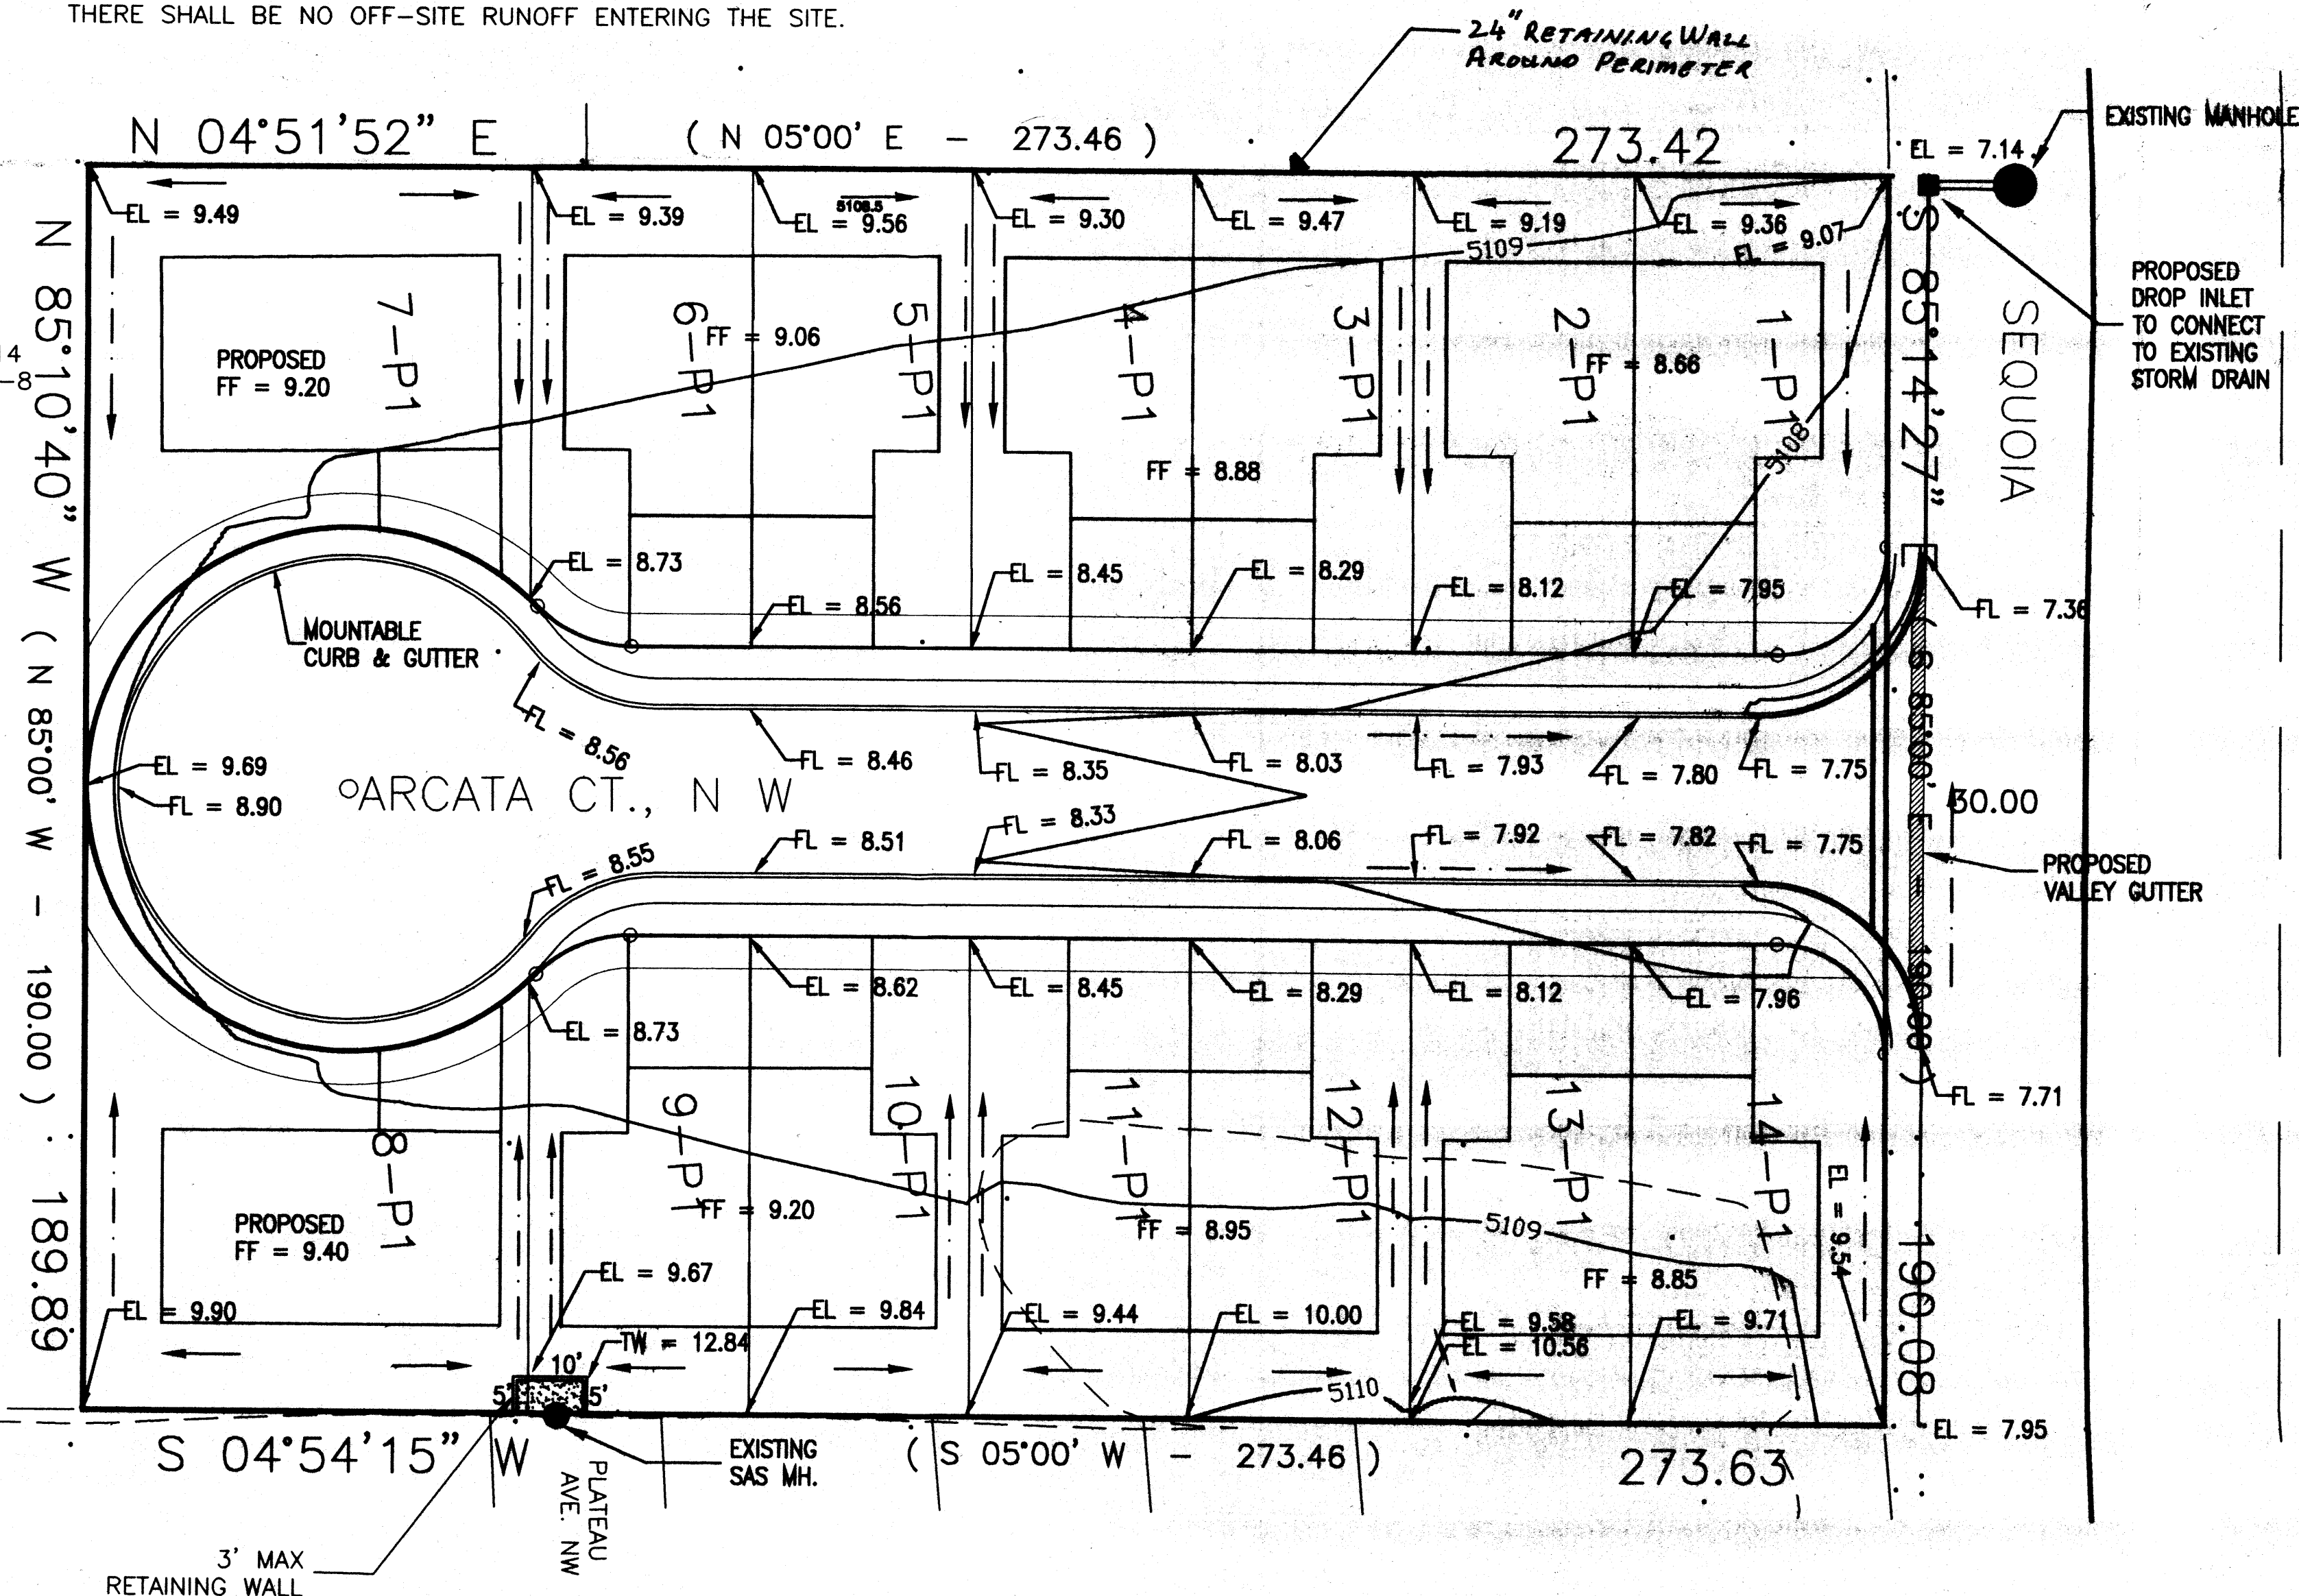 THERE SHALL BE NO OFF-SITE RUNOFF ENTERING THE SITE.
24" RETAINING WALL
AROUND PERIMETER
N 04°51'52" E
( N 05°00' E - 273.46 )
273.42
EL = 7.14
EXISTING MANHOLE
EL = 9.49
EL = 9.39
5108.5
EL = 9.56
EL = 9.30
EL = 9.47
EL = 9.19
EL = 9.36
EL = 9.07
5109
PROPOSED
DROP INLET
TO CONNECT
TO EXISTING
STORM DRAIN
SEQUOIA
N 85°10'40" W
( N 85°00' W - 190.00 )
189.89
14
-8
S 85°14'27" E
( S 85°00' E - 190.00 )
190.08
7-P1
6-P1
5-P1
4-P1
3-P1
2-P1
1-P1
PROPOSED
FF = 9.20
FF = 9.06
FF = 8.88
FF = 8.66
5108
EL = 8.73
EL = 8.56
EL = 8.45
EL = 8.29
EL = 8.12
EL = 7.95
FL = 7.36
MOUNTABLE
CURB & GUTTER
FL = 8.56
FL = 8.46
FL = 8.35
FL = 8.03
FL = 7.93
FL = 7.80
FL = 7.75
EL = 9.69
FL = 8.90
ARCATA CT., N W
30.00
FL = 8.55
FL = 8.51
FL = 8.33
FL = 8.06
FL = 7.92
FL = 7.82
FL = 7.75
PROPOSED
VALLEY GUTTER
EL = 8.73
EL = 8.62
EL = 8.45
EL = 8.29
EL = 8.12
EL = 7.96
FL = 7.71
8-P1
9-P1
10-P1
11-P1
12-P1
13-P1
14-P1
PROPOSED
FF = 9.40
FF = 9.20
FF = 8.95
5109
FF = 8.85
EL = 9.54
EL = 9.90
EL = 9.67
EL = 9.84
EL = 9.44
EL = 10.00
EL = 9.58
EL = 10.56
EL = 9.71
TW = 12.84
10'
5'
5'
5110
EL = 7.95
S 04°54'15" W
EXISTING
SAS MH.
( S 05°00' W - 273.46 )
273.63
PLATEAU
AVE. NW
3' MAX
RETAINING WALL